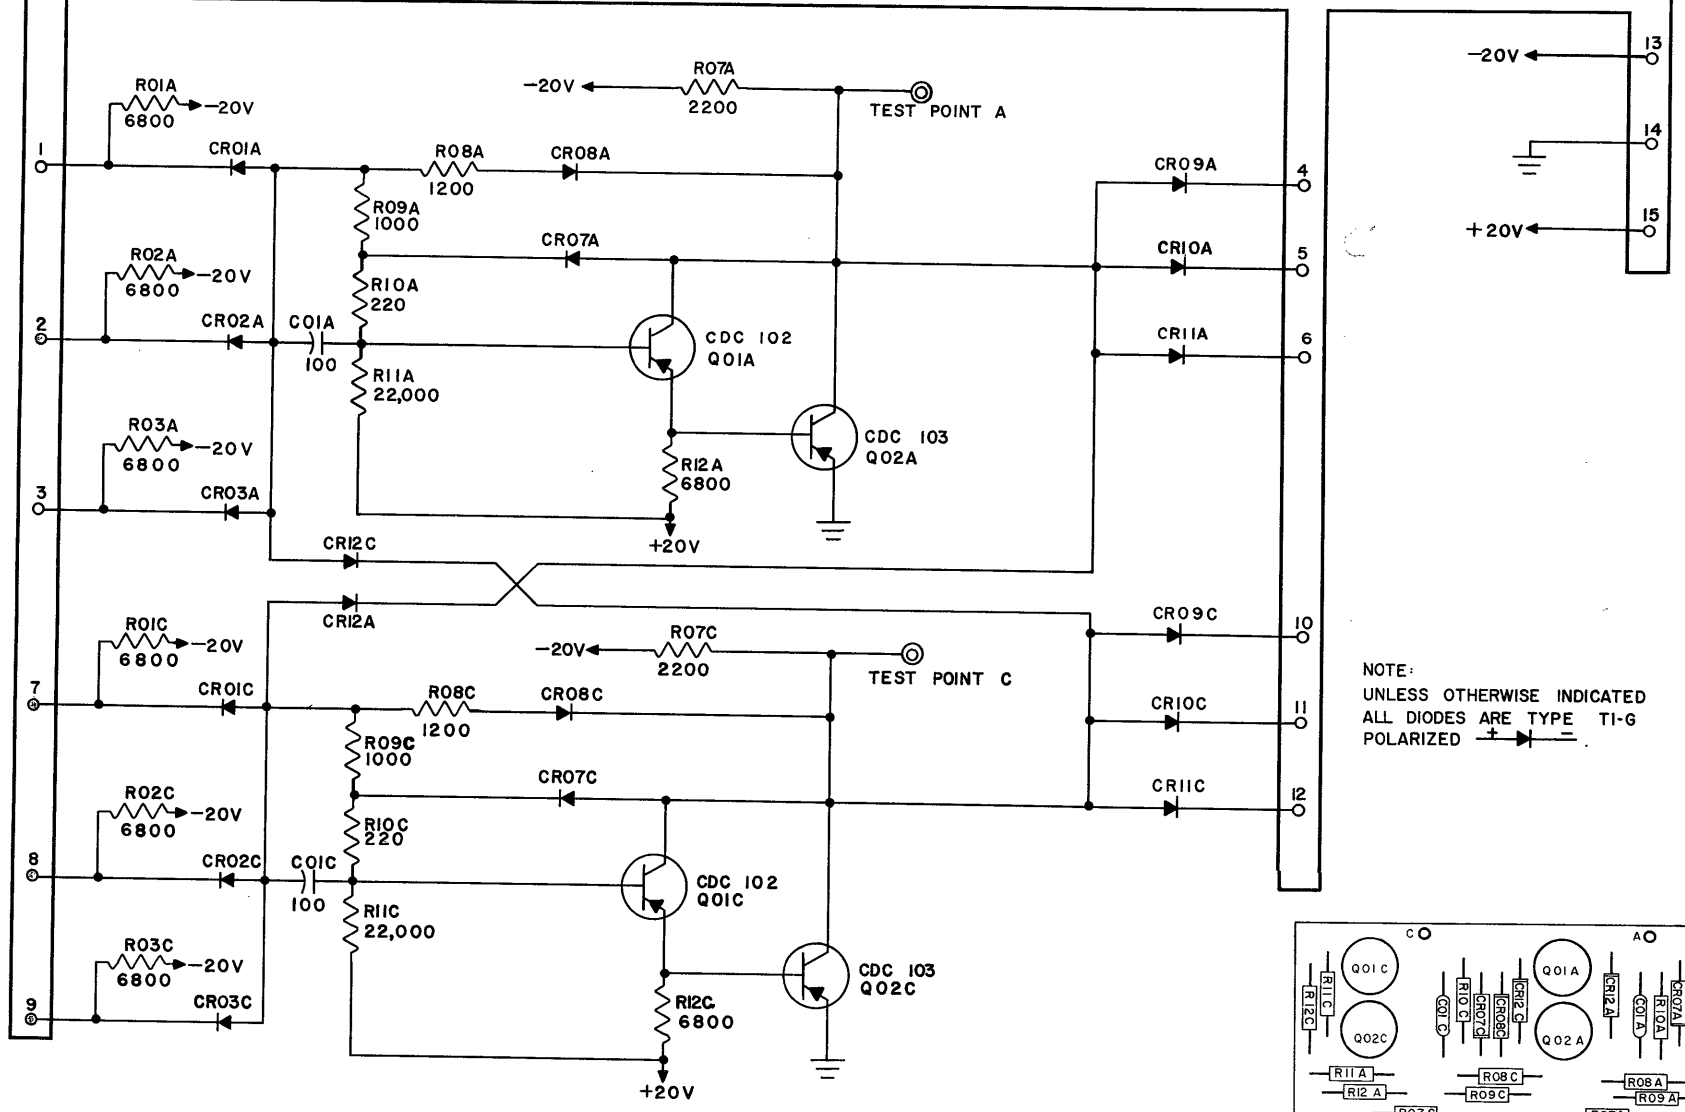 R01A
6800
-20V
1
CR01A
R08A
1200
CR08A
-20V
R07A
2200
TEST POINT A
R09A
1000
CR07A
R02A
6800
-20V
2
CR02A
C01A
100
R10A
220
R11A
22,000
CDC 102
Q01A
CDC 103
Q02A
R12A
6800
+20V
R03A
6800
-20V
3
CR03A
CR09A
4
CR10A
5
CR11A
6
-20V
13
14
+20V
15
CR12C
CR12A
R01C
6800
-20V
7
CR01C
R08C
1200
CR08C
-20V
R07C
2200
TEST POINT C
R09C
1000
CR07C
R02C
6800
-20V
8
CR02C
C01C
100
R10C
220
R11C
22,000
CDC 102
Q01C
CDC 103
Q02C
R12C
6800
+20V
R03C
6800
-20V
9
CR03C
CR09C
10
CR10C
11
CR11C
12
NOTE:
UNLESS OTHERWISE INDICATED
ALL DIODES ARE TYPE TI-G
POLARIZED + -
C
A
R12C
R11C
Q01C
Q02C
C01C
R10C
CR07C
CR08C
CR12C
Q01A
Q02A
CR12A
C01A
R10A
CR07A
R11A
R12A
R08C
R09C
R08A
R09A